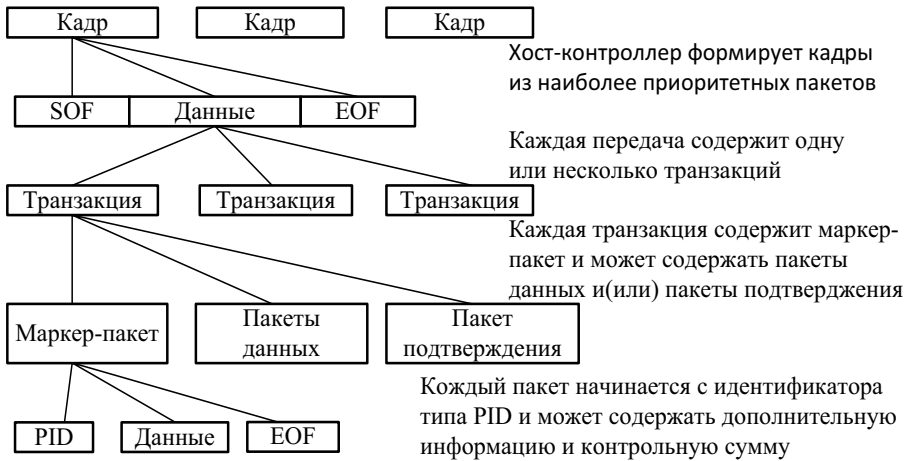 Кадр Кадр Кадр
Хост-контроллер формирует кадры
из наиболее приоритетных пакетов
SOF Данные EOF
Каждая передача содержит одну
или несколько транзакций
Транзакция Транзакция Транзакция
Каждая транзакция содержит маркер-
пакет и может содержать пакеты
данных и(или) пакеты подтверджения
Маркер-пакет
Пакеты
данных
Пакет
подтверждения
Кождый пакет начинается с идентификатора
типа PID и может содержать дополнительную
информацию и контрольную сумму
PID Данные EOF